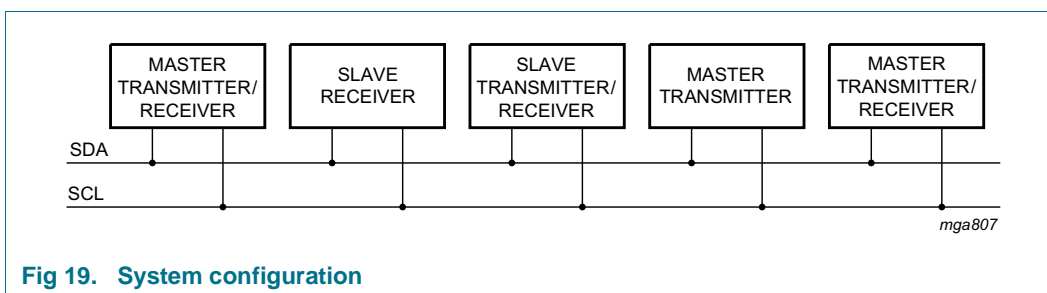 MASTER
TRANSMITTER/
RECEIVER
SLAVE
RECEIVER
SLAVE
TRANSMITTER/
RECEIVER
MASTER
TRANSMITTER
MASTER
TRANSMITTER/
RECEIVER
SDA
SCL
mga807
Fig 19. System configuration